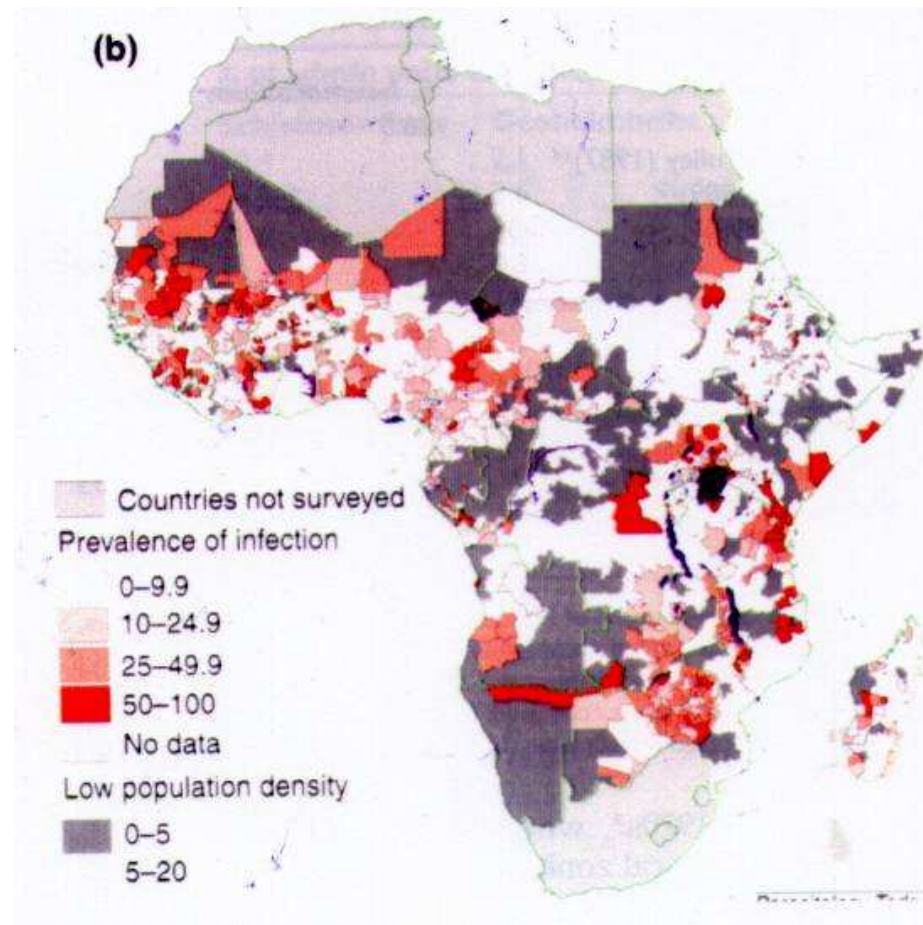 (b)
Countries not surveyed
Prevalence of infection
0–9.9
10–24.9
25–49.9
50–100
No data
Low population density
0–5
5–20